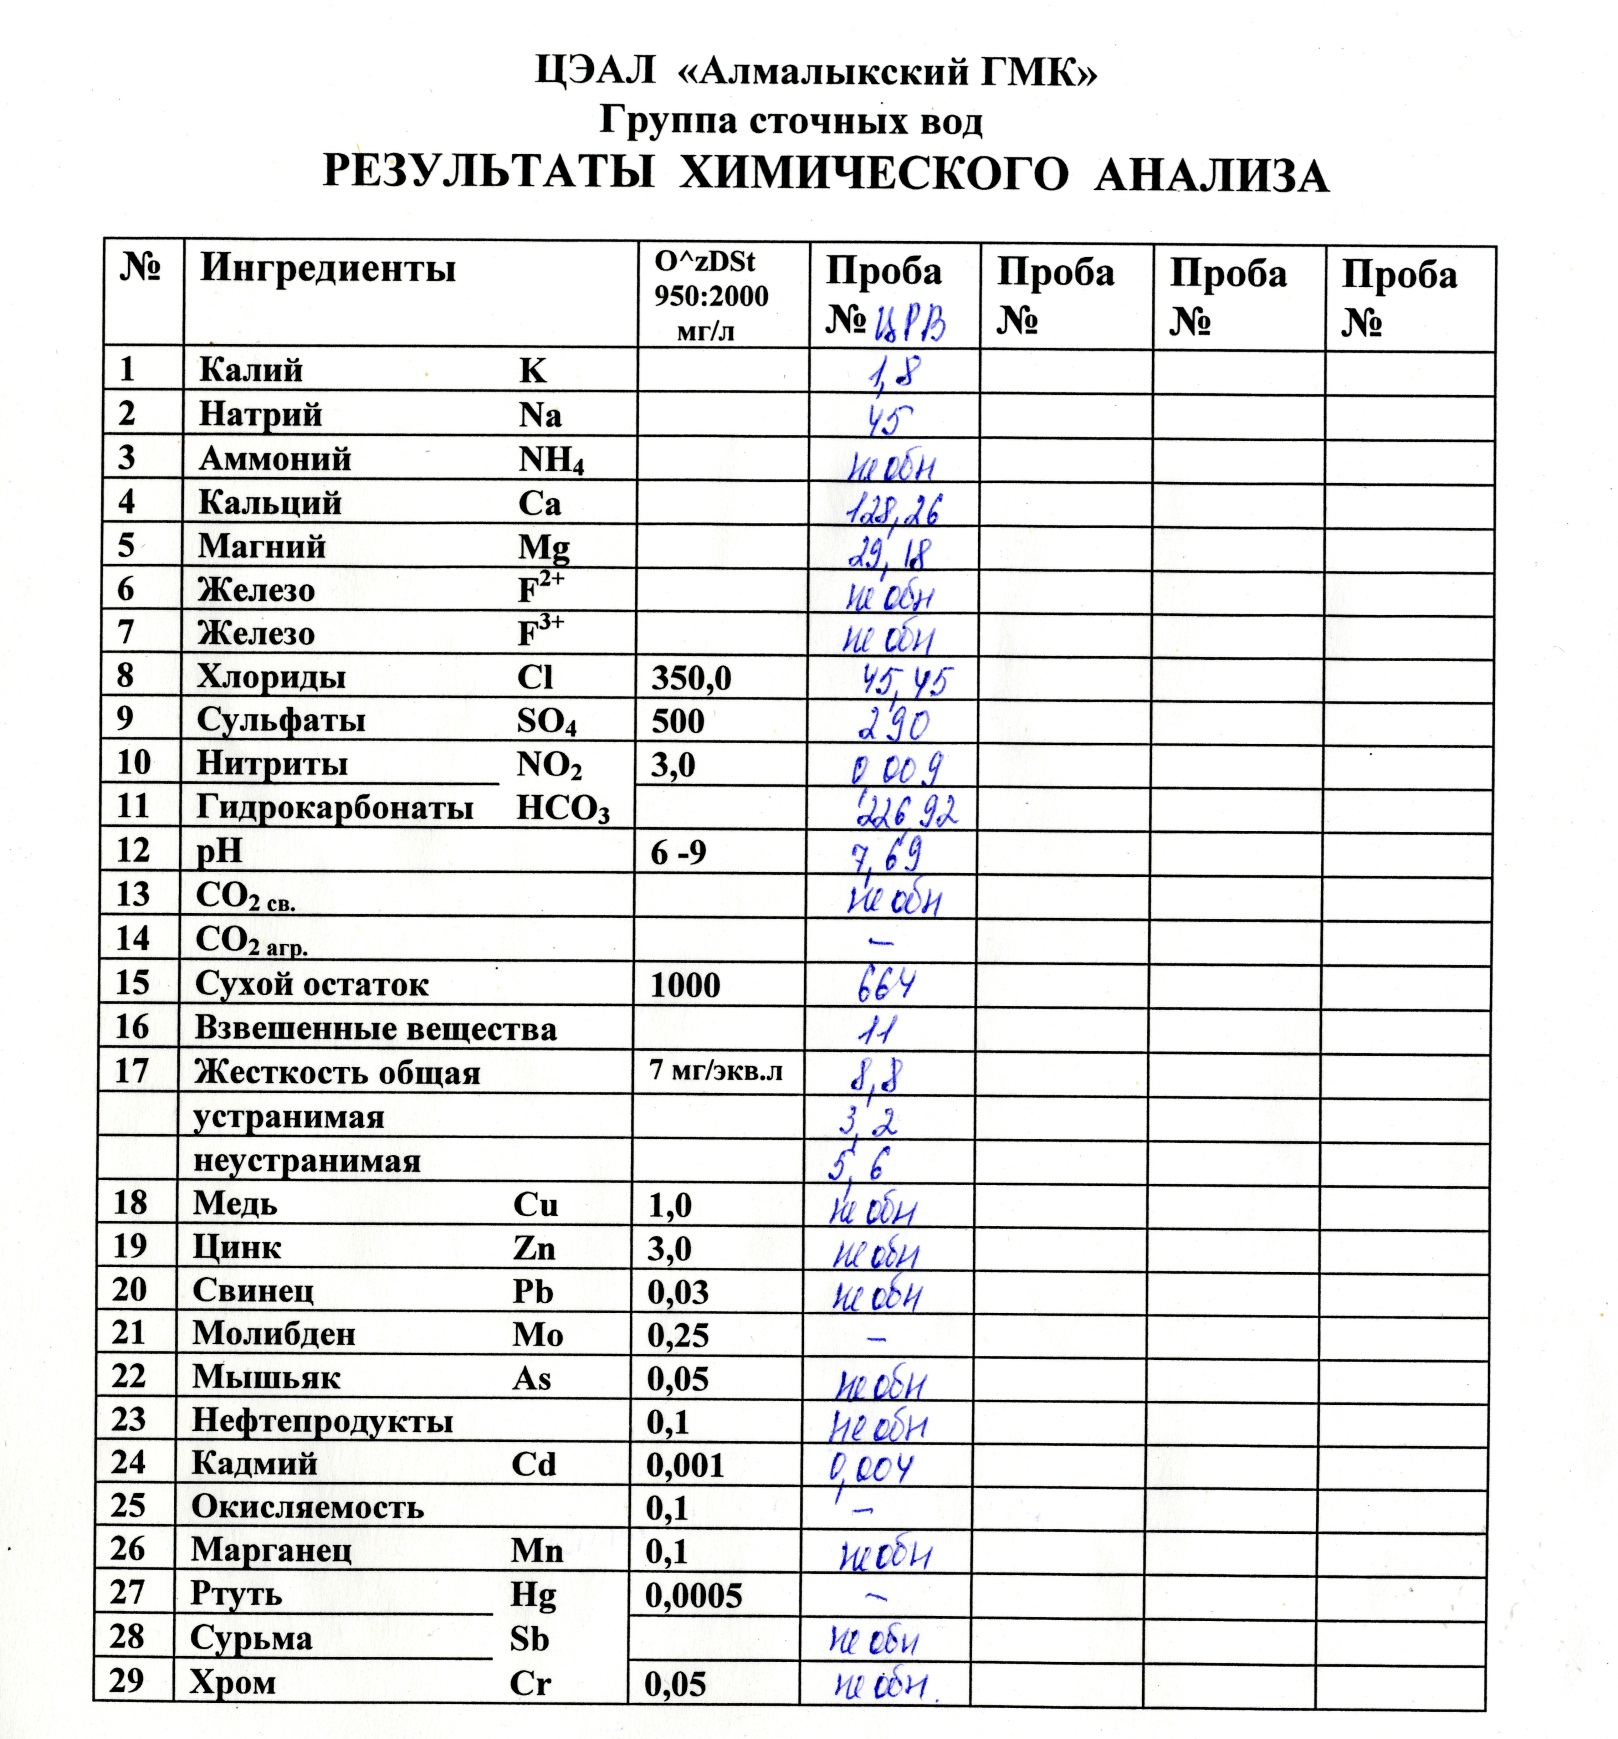 ЦЭАЛ «Алмалыкский ГМК»
Группа сточных вод
РЕЗУЛЬТАТЫ ХИМИЧЕСКОГО АНАЛИЗА
№ Ингредиенты O^zDSt 950:2000 мг/л Проба № ЦРВ Проба № Проба № Проба №
1 Калий K 1,8
2 Натрий Na 45
3 Аммоний NH₄ не обн
4 Кальций Ca 128,26
5 Магний Mg 29,18
6 Железо F²⁺ не обн
7 Железо F³⁺ не обн
8 Хлориды Cl 350,0 45,45
9 Сульфаты SO₄ 500 290
10 Нитриты NO₂ 3,0 0,009
11 Гидрокарбонаты HCO₃ 226,92
12 pH 6 -9 7,69
13 CO₂ св. не обн
14 CO₂ агр. –
15 Сухой остаток 1000 664
16 Взвешенные вещества 11
17 Жесткость общая 7 мг/экв.л 8,8
устранимая 3,2
неустранимая 5,6
18 Медь Cu 1,0 не обн
19 Цинк Zn 3,0 не обн
20 Свинец Pb 0,03 не обн
21 Молибден Mo 0,25 –
22 Мышьяк As 0,05 не обн
23 Нефтепродукты 0,1 не обн
24 Кадмий Cd 0,001 0,004
25 Окисляемость 0,1 –
26 Марганец Mn 0,1 не обн
27 Ртуть Hg 0,0005 –
28 Сурьма Sb не обн
29 Хром Cr 0,05 не обн.